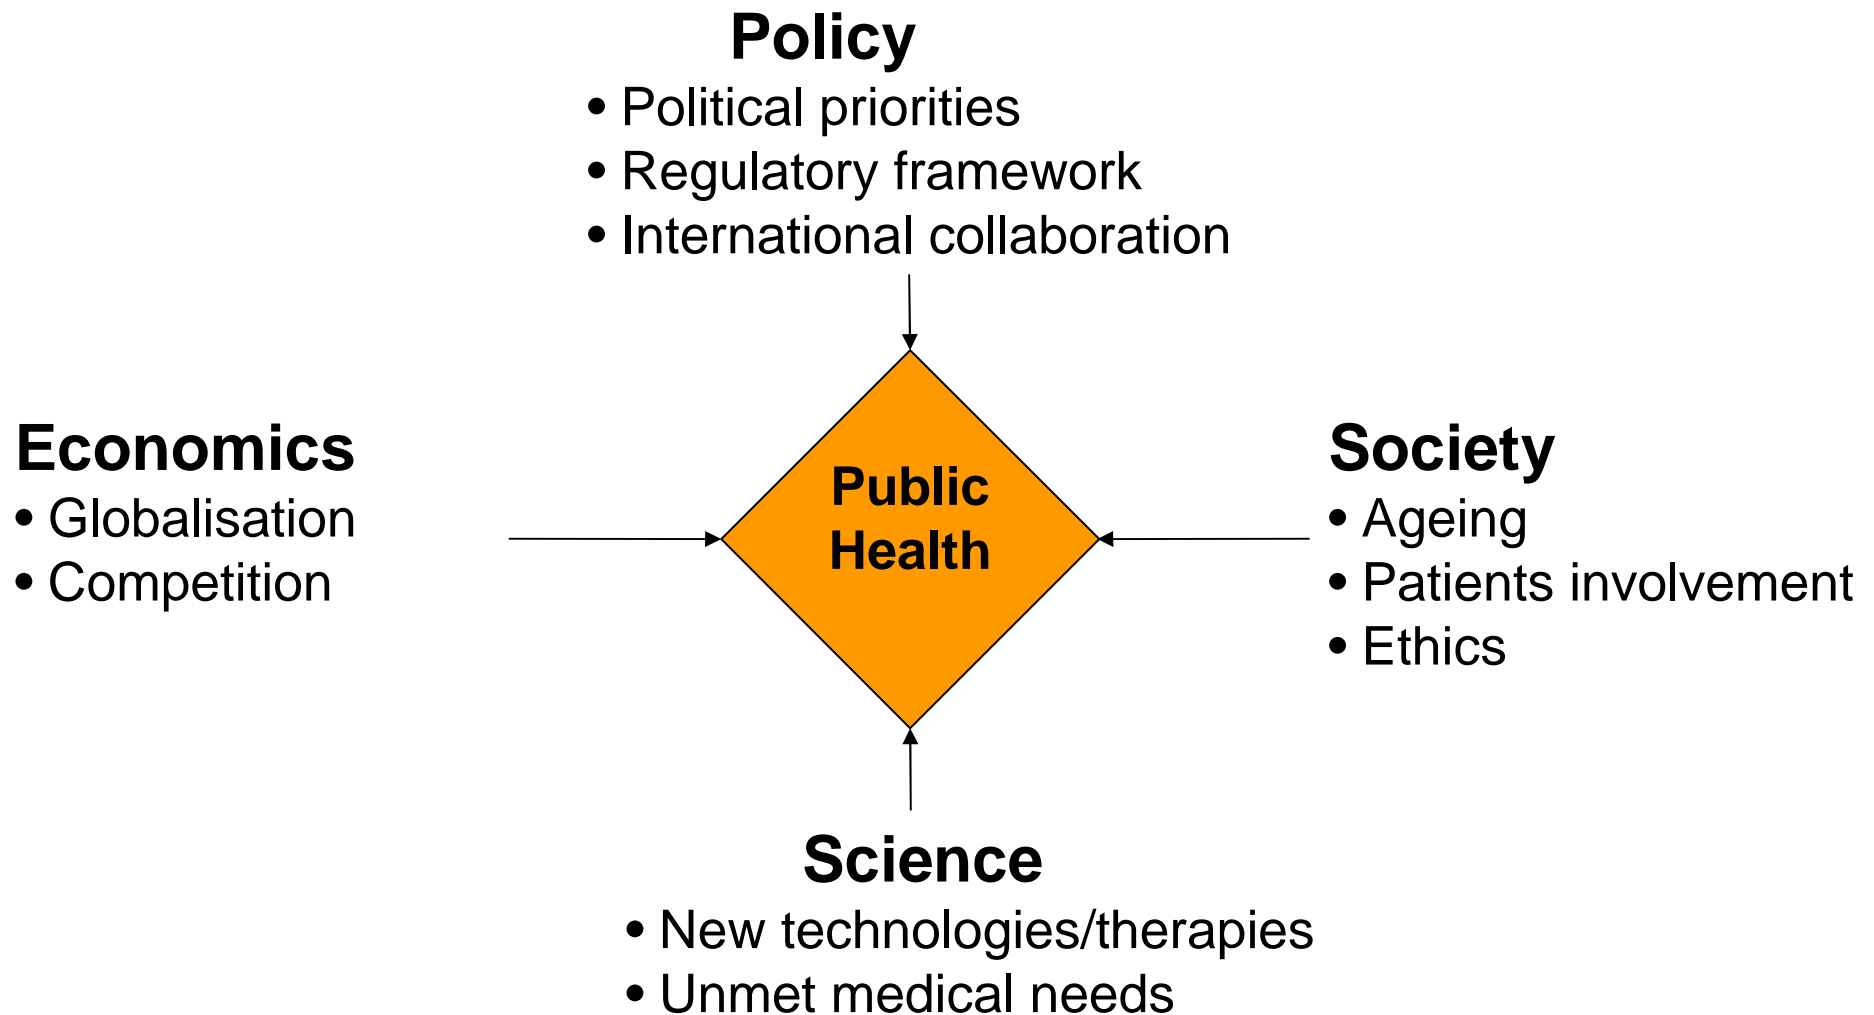 Policy
• Political priorities
• Regulatory framework
• International collaboration
Economics
• Globalisation
• Competition
Public
Health
Society
• Ageing
• Patients involvement
• Ethics
Science
• New technologies/therapies
• Unmet medical needs